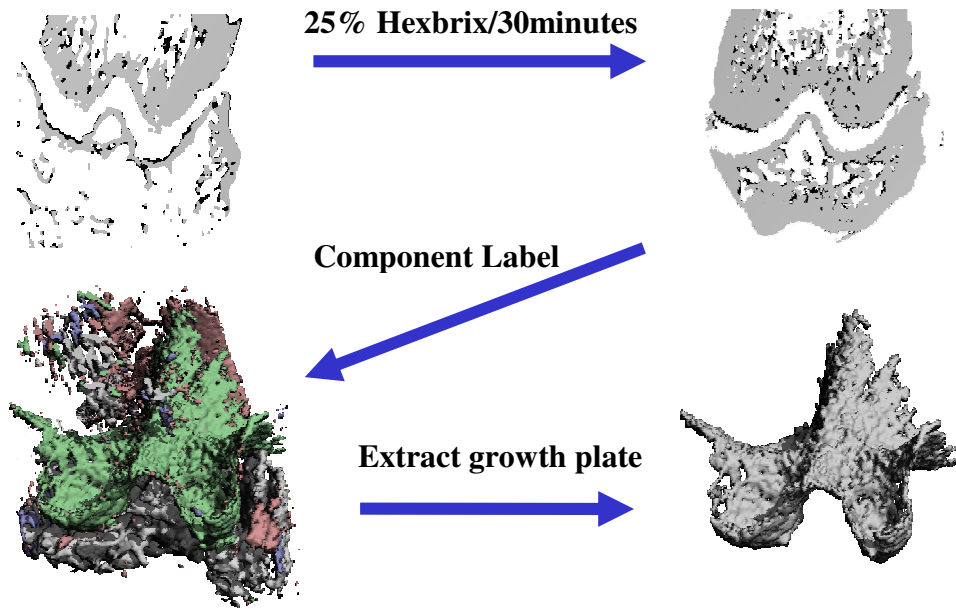 25% Hexbrix/30minutes
Component Label
Extract growth plate